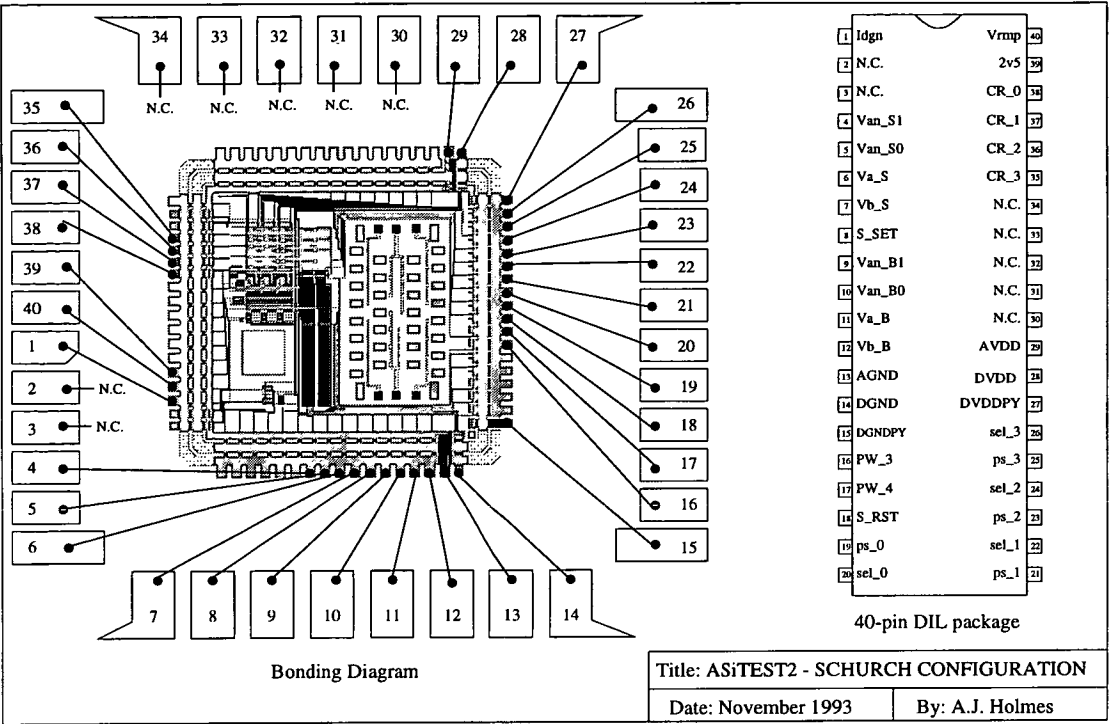 34 33 32 31 30 29 28 27
N.C. N.C. N.C. N.C. N.C.
35
36
37
38
39
40
1
2 N.C.
3 N.C.
4
5
6
26
25
24
23
22
21
20
19
18
17
16
15
7 8 9 10 11 12 13 14
Bonding Diagram
1 Idgn Vrmp 40
2 N.C. 2v5 39
3 N.C. CR_0 38
4 Van_S1 CR_1 37
5 Van_S0 CR_2 36
6 Va_S CR_3 35
7 Vb_S N.C. 34
8 S_SET N.C. 33
9 Van_B1 N.C. 32
10 Van_B0 N.C. 31
11 Va_B N.C. 30
12 Vb_B AVDD 29
13 AGND DVDD 28
14 DGND DVDDPY 27
15 DGNDPY sel_3 26
16 PW_3 ps_3 25
17 PW_4 sel_2 24
18 S_RST ps_2 23
19 ps_0 sel_1 22
20 sel_0 ps_1 21
40-pin DIL package
Title: ASiTEST2 - SCHURCH CONFIGURATION
Date: November 1993 By: A.J. Holmes